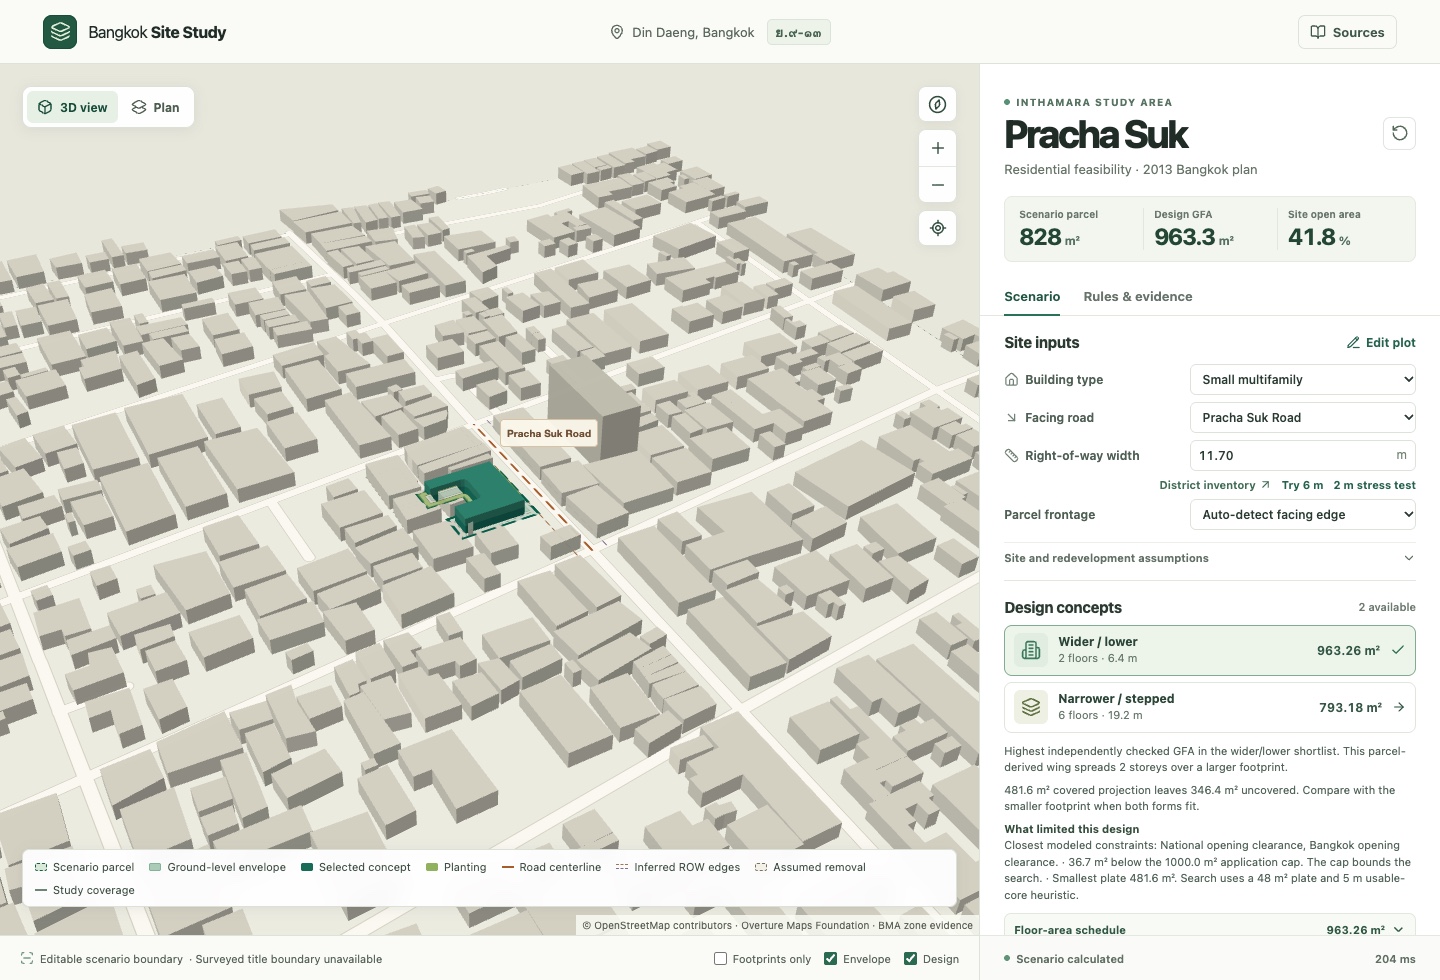 Bangkok Site Study
Din Daeng, Bangkok
ย.๙-๑๓
Sources
3D view
Plan
Pracha Suk Road
Scenario parcel
Ground-level envelope
Selected concept
Planting
Road centerline
Inferred ROW edges
Assumed removal
Study coverage
© OpenStreetMap contributors · Overture Maps Foundation · BMA zone evidence
Editable scenario boundary · Surveyed title boundary unavailable
Footprints only
Envelope
Design
INTHAMARA STUDY AREA
Pracha Suk
Residential feasibility · 2013 Bangkok plan
Scenario parcel
828 m²
Design GFA
963.3 m²
Site open area
41.8 %
Scenario
Rules & evidence
Site inputs
Edit plot
Building type
Small multifamily
Facing road
Pracha Suk Road
Right-of-way width
11.70 m
District inventory
Try 6 m
2 m stress test
Parcel frontage
Auto-detect facing edge
Site and redevelopment assumptions
Design concepts
2 available
Wider / lower
2 floors · 6.4 m
963.26 m²
Narrower / stepped
6 floors · 19.2 m
793.18 m²
Highest independently checked GFA in the wider/lower shortlist. This parcel-
derived wing spreads 2 storeys over a larger footprint.
481.6 m² covered projection leaves 346.4 m² uncovered. Compare with the
smaller footprint when both forms fit.
What limited this design
Closest modeled constraints: National opening clearance, Bangkok opening
clearance. · 36.7 m² below the 1000.0 m² application cap. The cap bounds the
search. · Smallest plate 481.6 m². Search uses a 48 m² plate and 5 m usable-
core heuristic.
Floor-area schedule
963.26 m²
Scenario calculated
204 ms